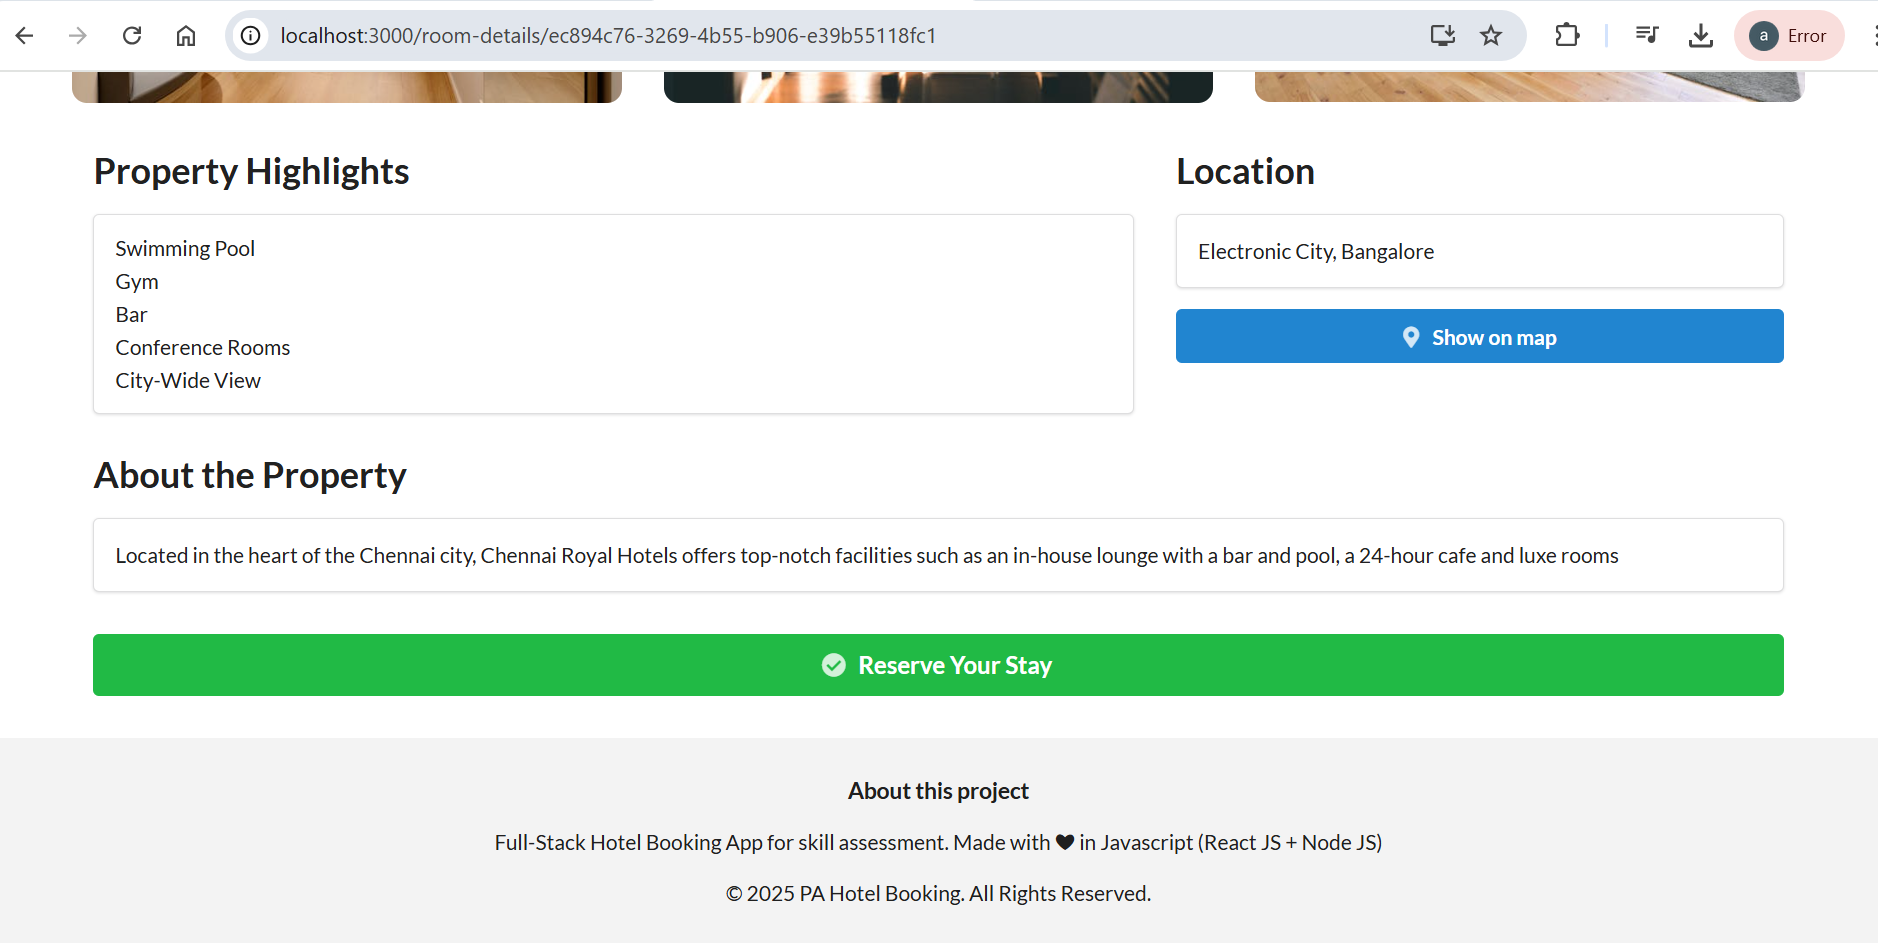 localhost:3000/room-details/ec894c76-3269-4b55-b906-e39b55118fc1
a Error
Property Highlights
Swimming Pool
Gym
Bar
Conference Rooms
City-Wide View
Location
Electronic City, Bangalore
Show on map
About the Property
Located in the heart of the Chennai city, Chennai Royal Hotels offers top-notch facilities such as an in-house lounge with a bar and pool, a 24-hour cafe and luxe rooms
Reserve Your Stay
About this project
Full-Stack Hotel Booking App for skill assessment. Made with ♥ in Javascript (React JS + Node JS)
© 2025 PA Hotel Booking. All Rights Reserved.